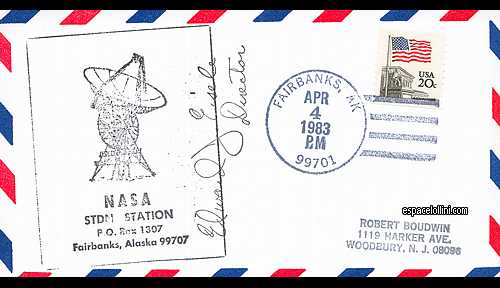 NASA
STDN STATION
P.O. Box 1307
Fairbanks, Alaska 99707
Edward
Director
FAIRBANKS, AK
APR
4
1983
PM
99701
USA
20c
espacelollini.com
ROBERT BOUDWIN
1119 HARKER AVE.
WOODBURY, N. J. 08096